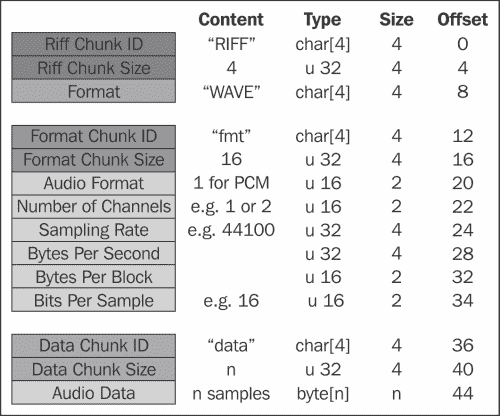 Content Type Size Offset
Riff Chunk ID “RIFF” char[4] 4 0
Riff Chunk Size 4 u 32 4 4
Format “WAVE” char[4] 4 8
Format Chunk ID “fmt” char[4] 4 12
Format Chunk Size 16 u 32 4 16
Audio Format 1 for PCM u 16 2 20
Number of Channels e.g. 1 or 2 u 16 2 22
Sampling Rate e.g. 44100 u 32 4 24
Bytes Per Second u 32 4 28
Bytes Per Block u 16 2 32
Bits Per Sample e.g. 16 u 16 2 34
Data Chunk ID “data” char[4] 4 36
Data Chunk Size n u 32 4 40
Audio Data n samples byte[n] n 44